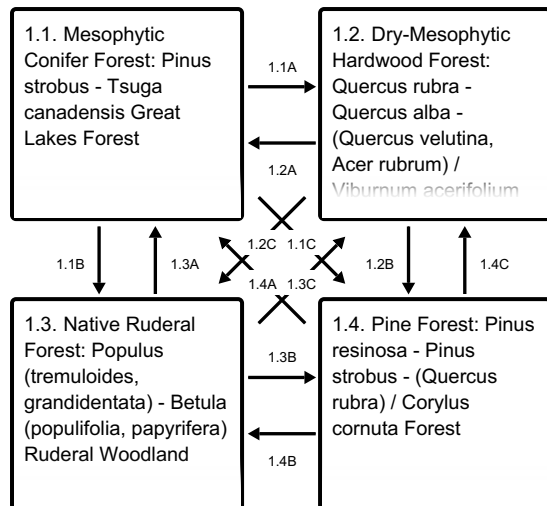 1.1. Mesophytic
Conifer Forest: Pinus
strobus - Tsuga
canadensis Great
Lakes Forest
1.1A
1.2A
1.2. Dry-Mesophytic
Hardwood Forest:
Quercus rubra -
Quercus alba -
(Quercus velutina,
Acer rubrum) /
Viburnum acerifolium
1.1B
1.3A
1.2C
1.1C
1.4A
1.3C
1.2B
1.4C
1.3. Native Ruderal
Forest: Populus
(tremuloides,
grandidentata) - Betula
(populifolia, papyrifera)
Ruderal Woodland
1.3B
1.4B
1.4. Pine Forest: Pinus
resinosa - Pinus
strobus - (Quercus
rubra) / Corylus
cornuta Forest